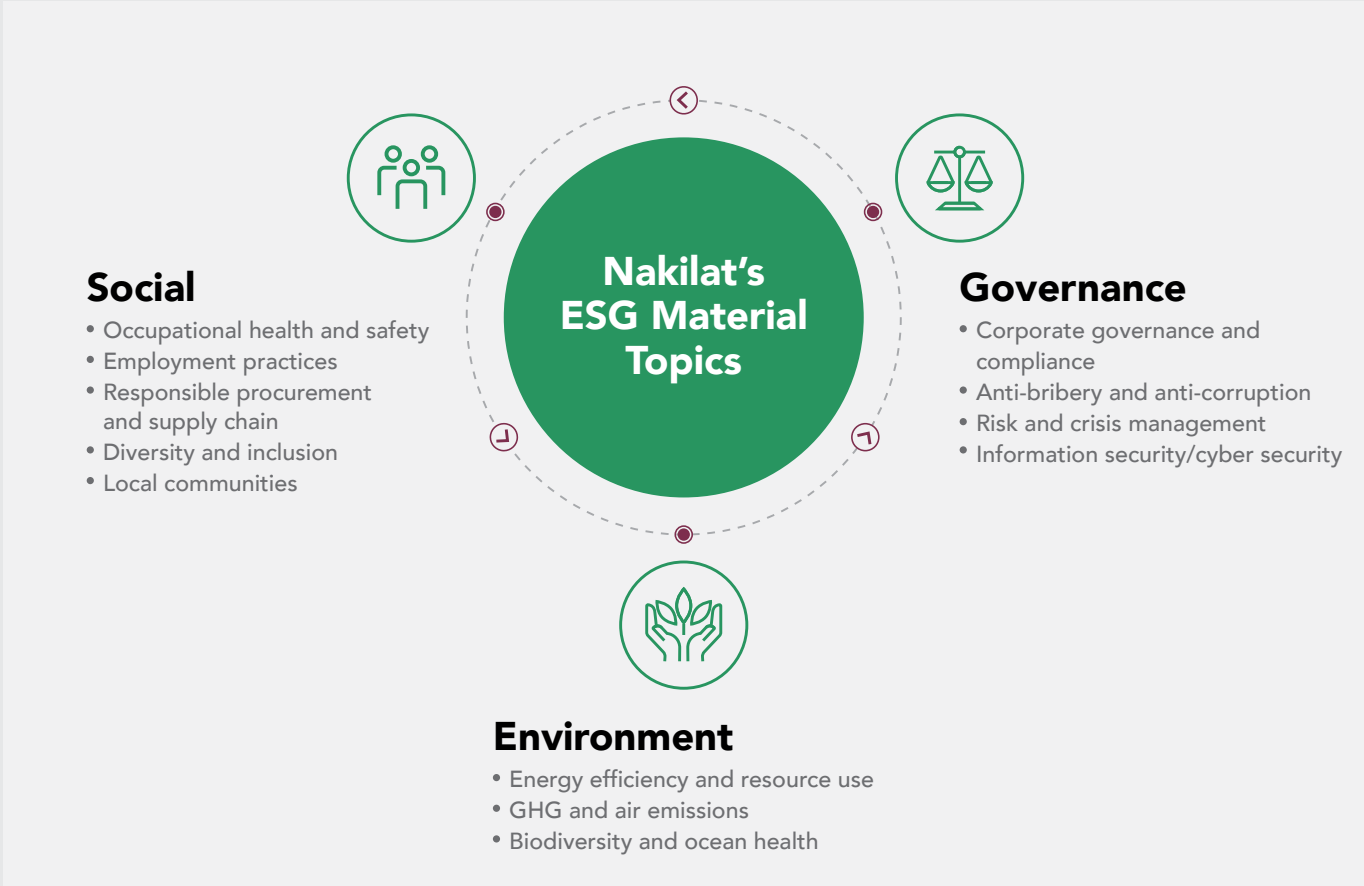 Nakilat’s
ESG Material
Topics
Social
• Occupational health and safety
• Employment practices
• Responsible procurement
and supply chain
• Diversity and inclusion
• Local communities
Governance
• Corporate governance and
compliance
• Anti-bribery and anti-corruption
• Risk and crisis management
• Information security/cyber security
Environment
• Energy efficiency and resource use
• GHG and air emissions
• Biodiversity and ocean health